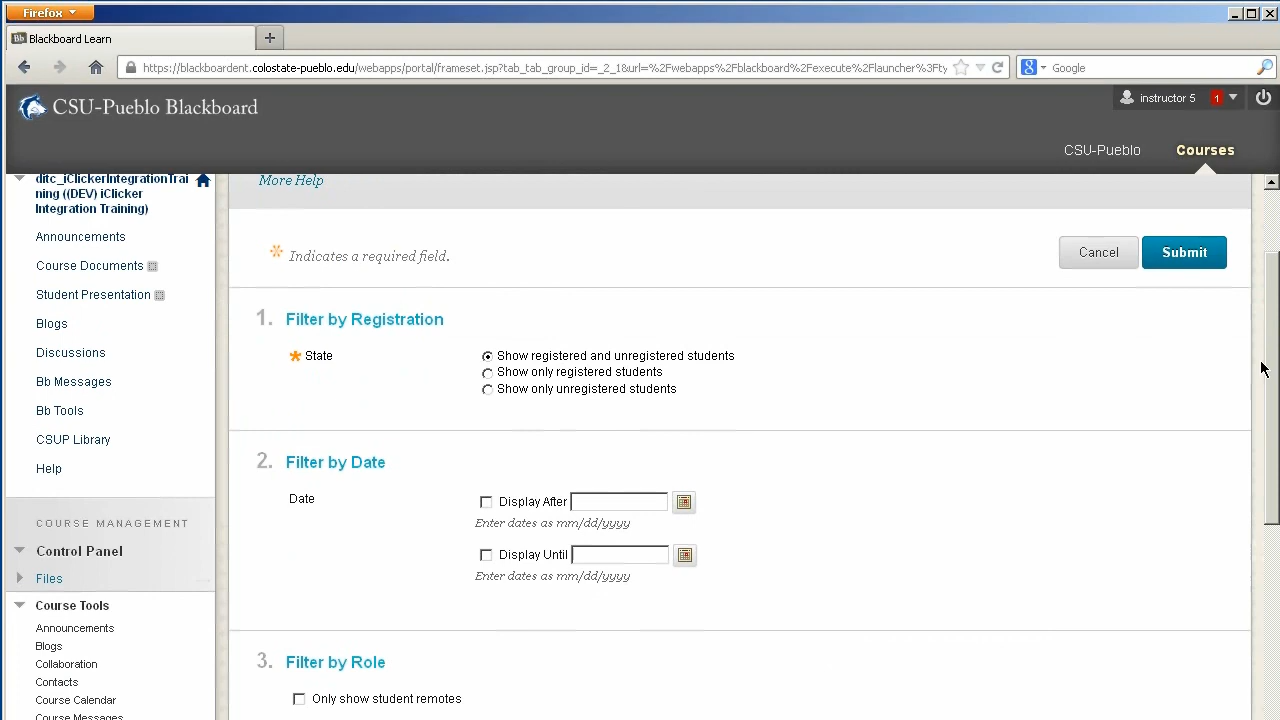 Firefox
Blackboard Learn
https://blackboardent.colostate-pueblo.edu/webapps/portal/frameset.jsp?tab_tab_group_id=_2_1&url=%2Fwebapps%2Fblackboard%2Fexecute%2Flauncher%3Fty
Google
CSU-Pueblo Blackboard
instructor 5
1
CSU-Pueblo
Courses
ditc_iClickerIntegrationTrai
ning ((DEV) iClicker
Integration Training)
Announcements
Course Documents
Student Presentation
Blogs
Discussions
Bb Messages
Bb Tools
CSUP Library
Help
COURSE MANAGEMENT
Control Panel
Files
Course Tools
Announcements
Blogs
Collaboration
Contacts
Course Calendar
Course Messages
More Help
Indicates a required field.
Cancel
Submit
1. Filter by Registration
State
Show registered and unregistered students
Show only registered students
Show only unregistered students
2. Filter by Date
Date
Display After
Enter dates as mm/dd/yyyy
Display Until
Enter dates as mm/dd/yyyy
3. Filter by Role
Only show student remotes